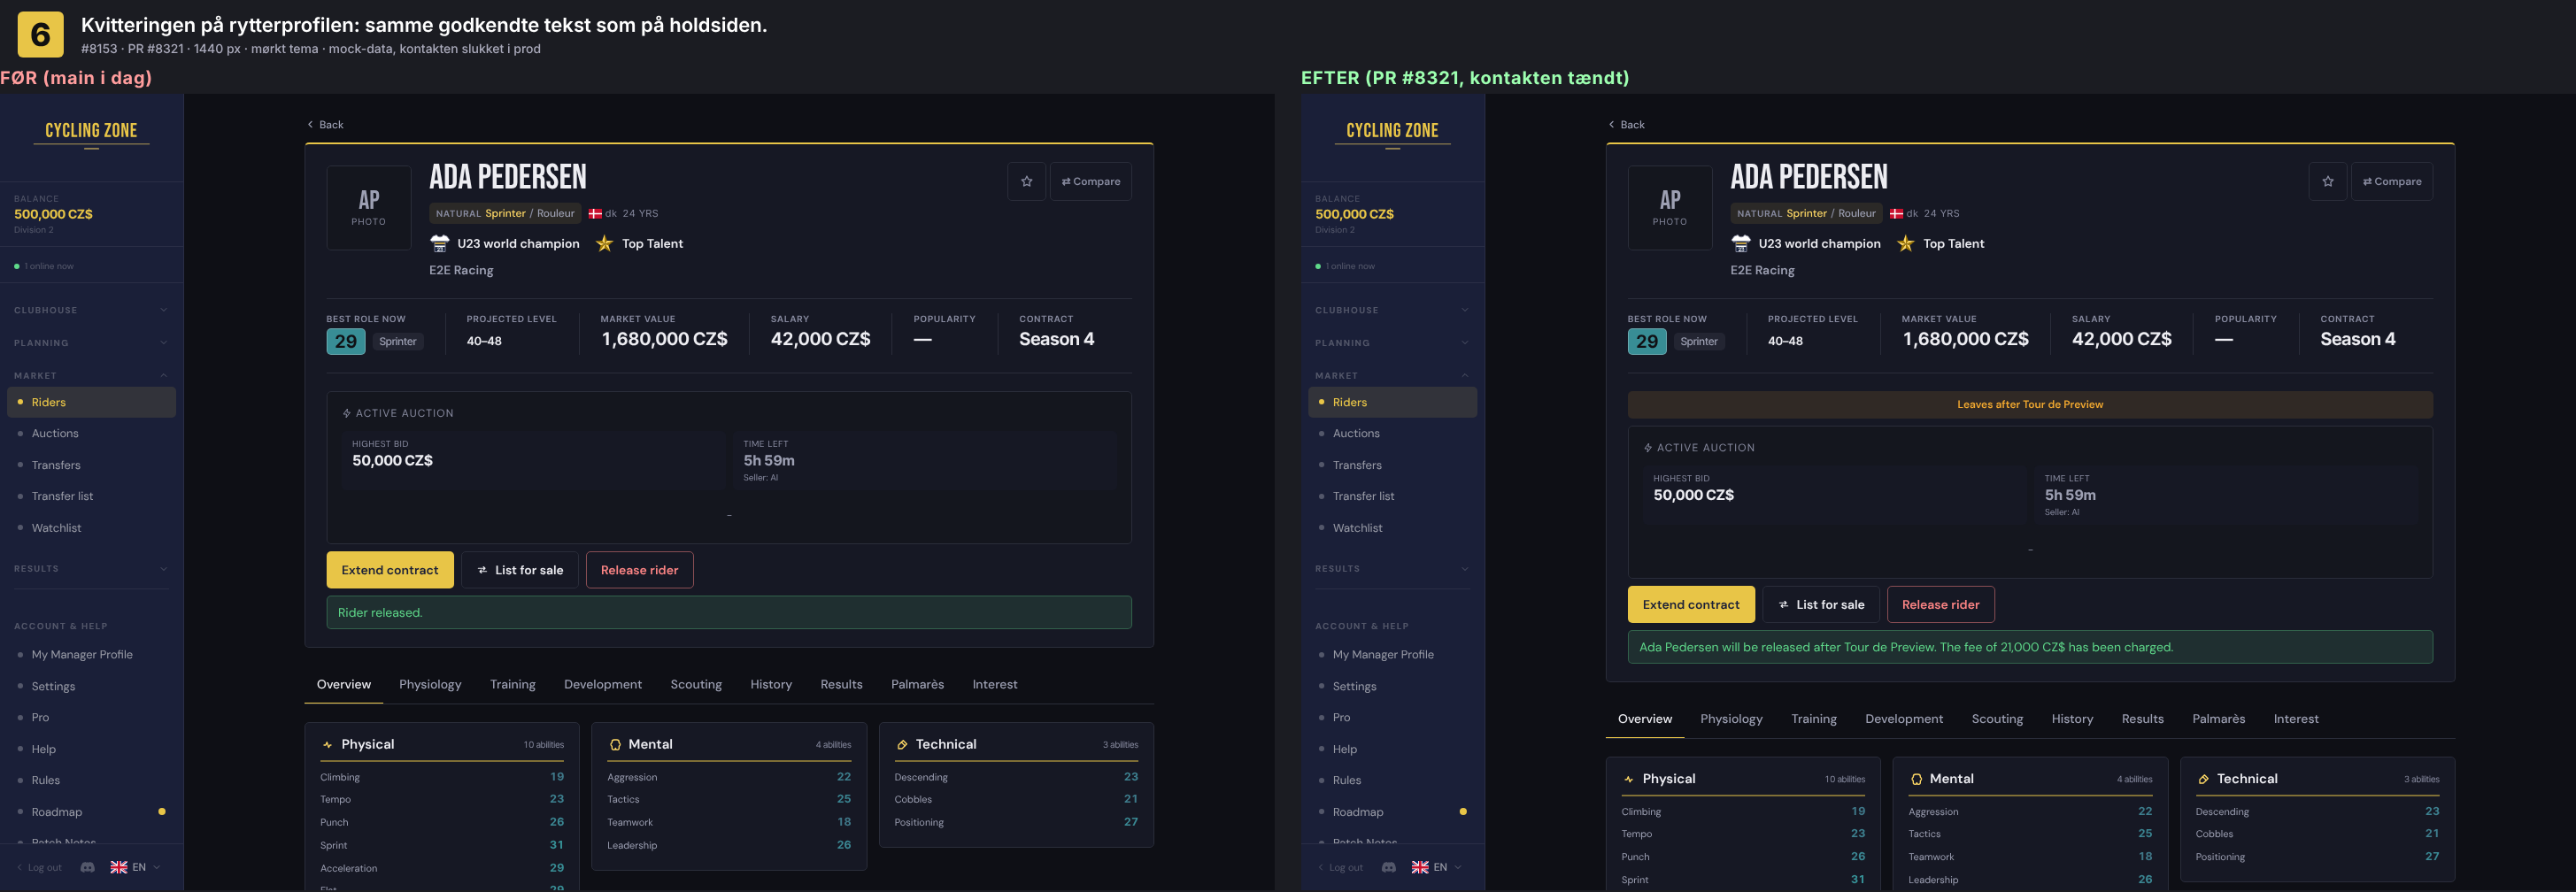 6
Kvitteringen på rytterprofilen: samme godkendte tekst som på holdsiden.
#8153 · PR #8321 · 1440 px · mørkt tema · mock-data, kontakten slukket i prod
FØR (main i dag)
CYCLING ZONE
BALANCE
500,000 CZ$
Division 2
1 online now
CLUBHOUSE
PLANNING
MARKET
Riders
Auctions
Transfers
Transfer list
Watchlist
RESULTS
ACCOUNT & HELP
My Manager Profile
Settings
Pro
Help
Rules
Roadmap
Patch Notes
Log out EN
Back
AP
PHOTO
ADA PEDERSEN
NATURAL Sprinter / Rouleur dk 24 YRS
U23 world champion Top Talent
E2E Racing
Compare
BEST ROLE NOW PROJECTED LEVEL MARKET VALUE SALARY POPULARITY CONTRACT
29 Sprinter 40–48 1,680,000 CZ$ 42,000 CZ$ — Season 4
ACTIVE AUCTION
HIGHEST BID TIME LEFT
50,000 CZ$ 5h 59m
Seller: AI
-
Extend contract List for sale Release rider
Rider released.
Overview Physiology Training Development Scouting History Results Palmarès Interest
Physical 10 abilities
Climbing 19
Tempo 23
Punch 26
Sprint 31
Acceleration 29
Flat 29
Mental 4 abilities
Aggression 22
Tactics 25
Teamwork 18
Leadership 26
Technical 3 abilities
Descending 23
Cobbles 21
Positioning 27
EFTER (PR #8321, kontakten tændt)
CYCLING ZONE
BALANCE
500,000 CZ$
Division 2
1 online now
CLUBHOUSE
PLANNING
MARKET
Riders
Auctions
Transfers
Transfer list
Watchlist
RESULTS
ACCOUNT & HELP
My Manager Profile
Settings
Pro
Help
Rules
Roadmap
Patch Notes
Log out EN
Back
AP
PHOTO
ADA PEDERSEN
NATURAL Sprinter / Rouleur dk 24 YRS
U23 world champion Top Talent
E2E Racing
Compare
BEST ROLE NOW PROJECTED LEVEL MARKET VALUE SALARY POPULARITY CONTRACT
29 Sprinter 40–48 1,680,000 CZ$ 42,000 CZ$ — Season 4
Leaves after Tour de Preview
ACTIVE AUCTION
HIGHEST BID TIME LEFT
50,000 CZ$ 5h 59m
Seller: AI
-
Extend contract List for sale Release rider
Ada Pedersen will be released after Tour de Preview. The fee of 21,000 CZ$ has been charged.
Overview Physiology Training Development Scouting History Results Palmarès Interest
Physical 10 abilities
Climbing 19
Tempo 23
Punch 26
Sprint 31
Mental 4 abilities
Aggression 22
Tactics 25
Teamwork 18
Leadership 26
Technical 3 abilities
Descending 23
Cobbles 21
Positioning 27